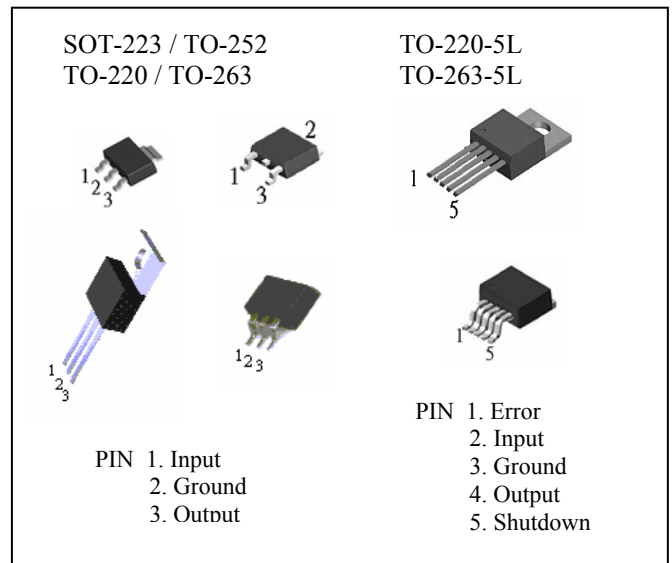 SOT-223 / TO-252
TO-220 / TO-263
1
2
3
1
2
3
1
2
3
1 2 3
PIN 1. Input
2. Ground
3. Output
TO-220-5L
TO-263-5L
1
5
1
5
PIN 1. Error
2. Input
3. Ground
4. Output
5. Shutdown